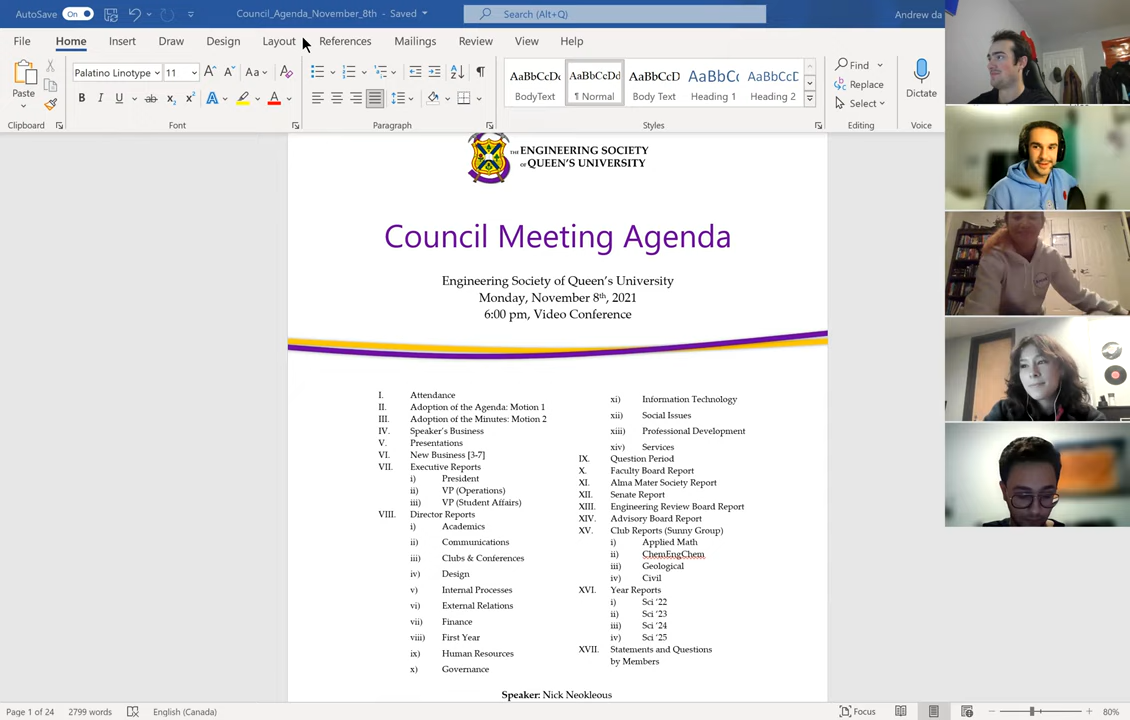 AutoSave On Council_Agenda_November_8th - Saved Search (Alt+Q) Andrew da
File Home Insert Draw Design Layout References Mailings Review View Help
Palatino Linotype 11 Aa
Paste
B I U ab x2 x2 A A
AaBbCcDc AaBbCcDd AaBbCcD AaBbCc AaBbCcD
BodyText ¶ Normal Body Text Heading 1 Heading 2
Find
Replace
Select
Dictate
Clipboard Font Paragraph Styles Editing Voice
THE ENGINEERING SOCIETY
OF QUEEN'S UNIVERSITY
Council Meeting Agenda
Engineering Society of Queen's University
Monday, November 8th, 2021
6:00 pm, Video Conference
I. Attendance
II. Adoption of the Agenda: Motion 1
III. Adoption of the Minutes: Motion 2
IV. Speaker's Business
V. Presentations
VI. New Business [3-7]
VII. Executive Reports
i) President
ii) VP (Operations)
iii) VP (Student Affairs)
VIII. Director Reports
i) Academics
ii) Communications
iii) Clubs & Conferences
iv) Design
v) Internal Processes
vi) External Relations
vii) Finance
viii) First Year
ix) Human Resources
x) Governance
xi) Information Technology
xii) Social Issues
xiii) Professional Development
xiv) Services
IX. Question Period
X. Faculty Board Report
XI. Alma Mater Society Report
XII. Senate Report
XIII. Engineering Review Board Report
XIV. Advisory Board Report
XV. Club Reports (Sunny Group)
i) Applied Math
ii) ChemEngChem
iii) Geological
iv) Civil
XVI. Year Reports
i) Sci '22
ii) Sci '23
iii) Sci '24
iv) Sci '25
XVII. Statements and Questions
by Members
Speaker: Nick Neokleous
Page 1 of 24 2799 words English (Canada) Focus 80%